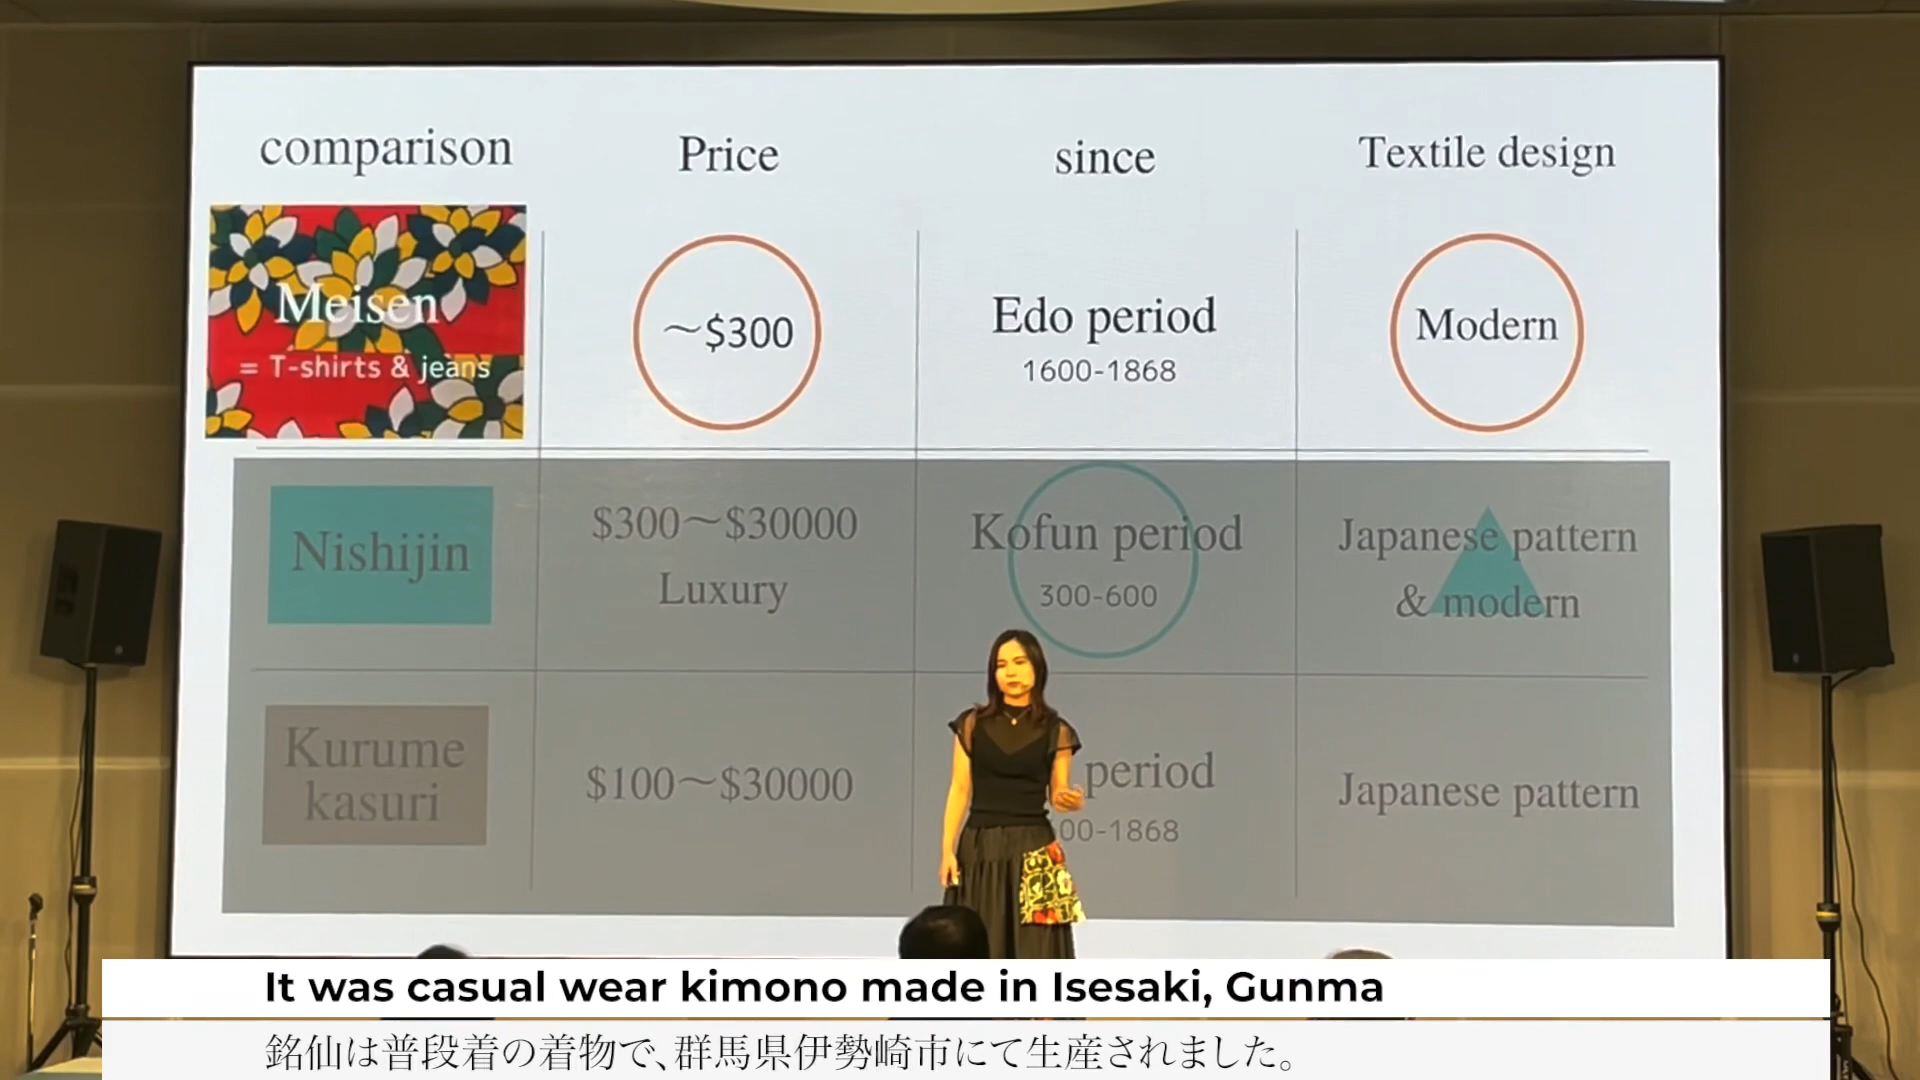 comparison
Price
since
Textile design
Meisen
= T-shirts & jeans
~$300
Edo period
1600-1868
Modern
Nishijin
$300~$30000
Luxury
Kofun period
300-600
Japanese pattern
& modern
Kurume
kasuri
$100~$30000
period
00-1868
Japanese pattern
It was casual wear kimono made in Isesaki, Gunma
銘仙は普段着の着物で、群馬県伊勢崎市にて生産されました。